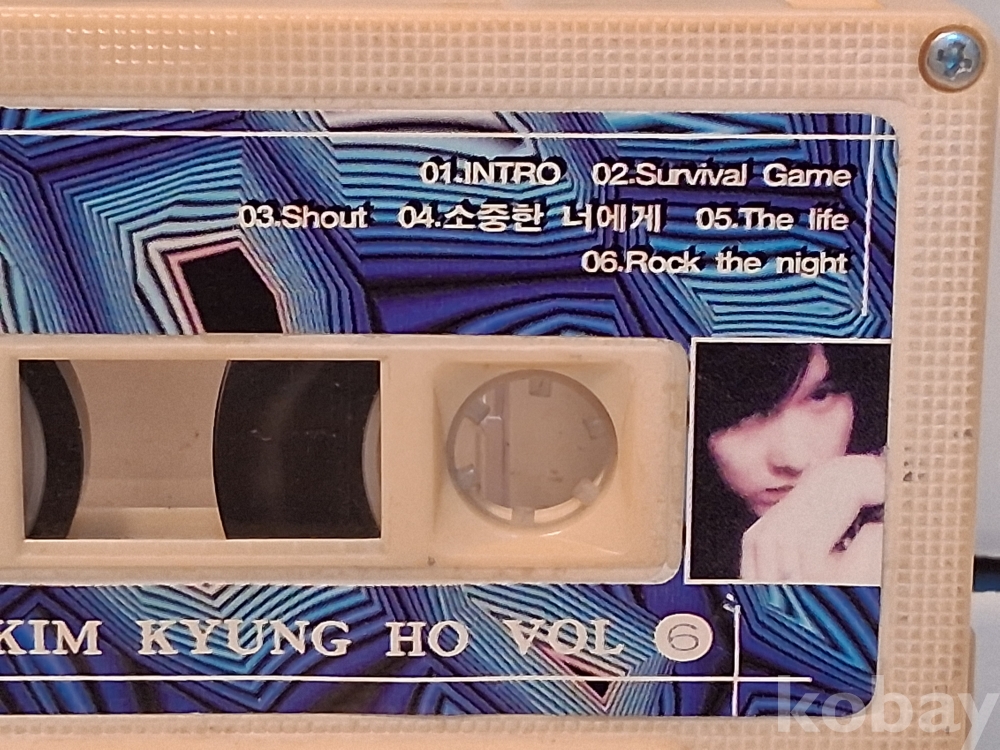 01.INTRO 02.Survival Game
03.Shout 04.소중한 너에게 05.The life
06.Rock the night
KIM KYUNG HO VOL 6
kobay